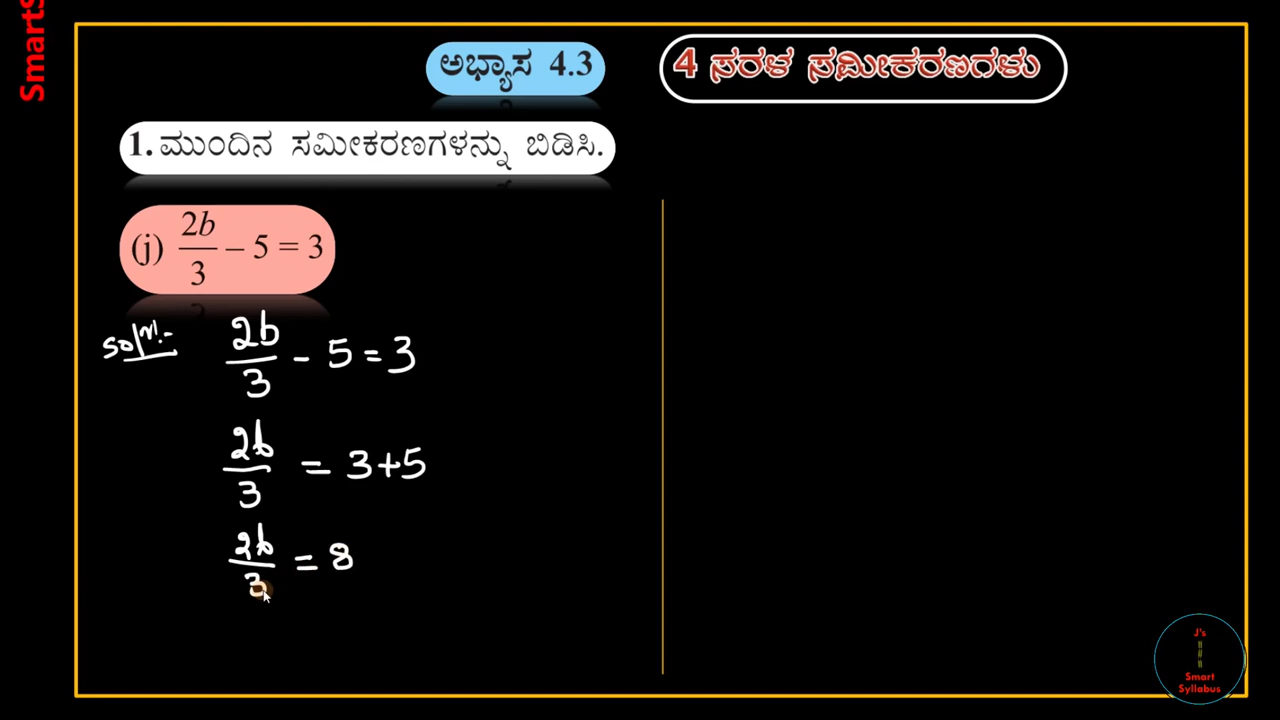 SmartS
ಅಭ್ಯಾಸ 4.3
4 ಸರಳ ಸಮೀಕರಣಗಳು
1. ಮುಂದಿನ ಸಮೀಕರಣಗಳನ್ನು ಬಿಡಿಸಿ.
(j) 2b/3 – 5 = 3
Soln:-
2b/3 - 5 = 3
2b/3 = 3+5
2b/3 = 8
J's
Smart
Syllabus